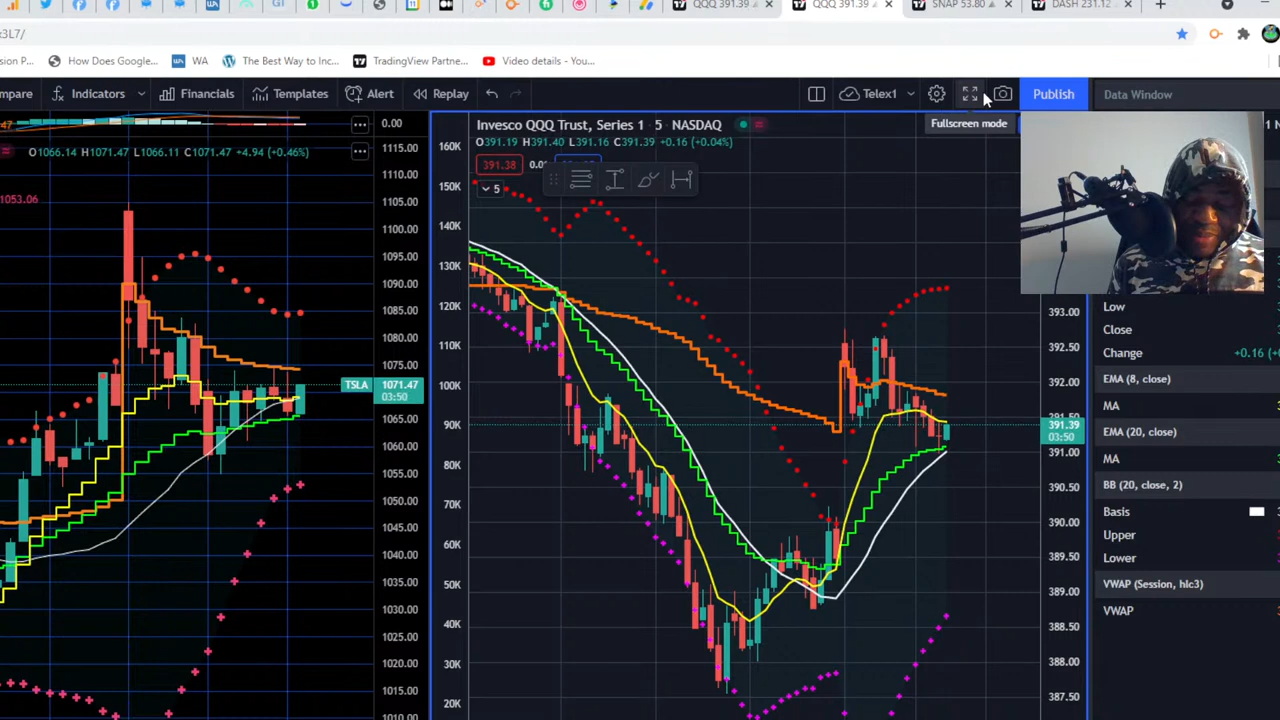 QQQ 391.39
QQQ 391.39
SNAP 53.80
DASH 231.12
x3L7/
sion P...
How Does Google...
WA
The Best Way to Inc...
TradingView Partne...
Video details - You...
mpare
Indicators
Financials
Templates
Alert
Replay
Telex1
Publish
Data Window
Fullscreen mode
47
0.00
O1066.14 H1071.47 L1066.11 C1071.47 +4.94 (+0.46%)
1053.06
1115.00
1110.00
1105.00
1100.00
1095.00
1090.00
1085.00
1080.00
1075.00
TSLA
1071.47
03:50
1065.00
1060.00
1055.00
1050.00
1045.00
1040.00
1035.00
1030.00
1025.00
1020.00
1015.00
1010.00
Invesco QQQ Trust, Series 1 · 5 · NASDAQ
O391.19 H391.40 L391.16 C391.39 +0.16 (+0.04%)
391.38
5
160K
150K
140K
130K
120K
110K
100K
90K
80K
70K
60K
50K
40K
30K
20K
393.00
392.50
392.00
391.50
391.39
03:50
391.00
390.50
390.00
389.50
389.00
388.50
388.00
387.50
Low
Close
Change
+0.16
EMA (8, close)
MA
EMA (20, close)
MA
BB (20, close, 2)
Basis
Upper
Lower
VWAP (Session, hlc3)
VWAP